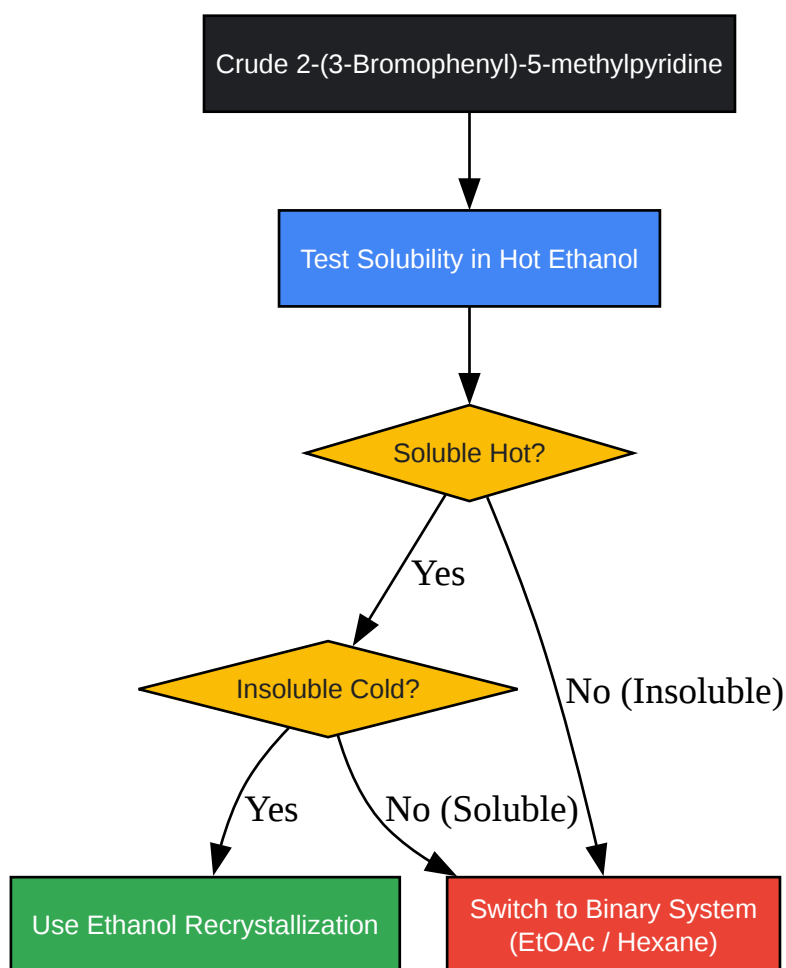 Crude 2-(3-Bromophenyl)-5-methylpyridine
Test Solubility in Hot Ethanol
Soluble Hot?
Yes
Insoluble Cold?
No (Insoluble)
Yes
No (Soluble)
Use Ethanol Recrystallization
Switch to Binary System
(EtOAc / Hexane)